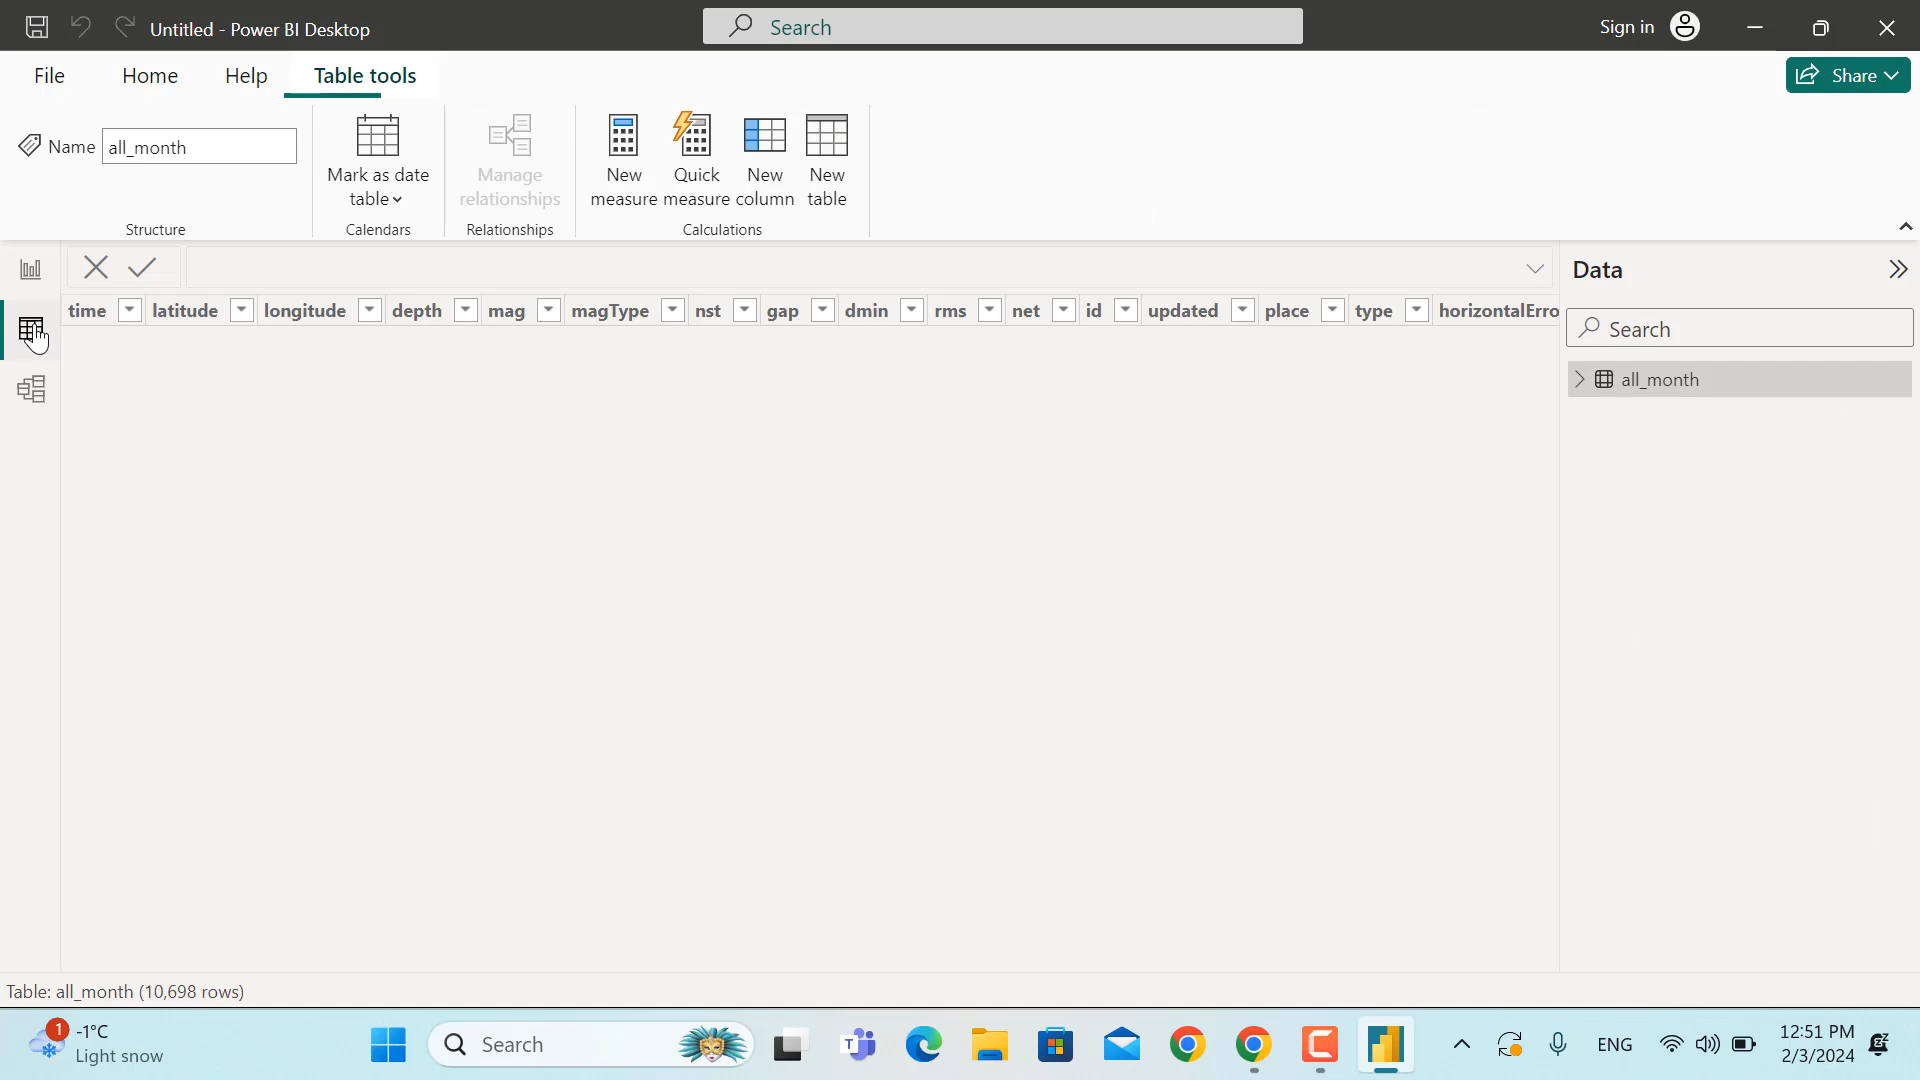 Untitled - Power BI Desktop
Search
Sign in
File
Home
Help
Table tools
Share
Name
all_month
Mark as date
table
Manage
relationships
New
measure
Quick
measure
New
column
New
table
Structure
Calendars
Relationships
Calculations
time
latitude
longitude
depth
mag
magType
nst
gap
dmin
rms
net
id
updated
place
type
horizontalErro
Data
Search
all_month
Table: all_month (10,698 rows)
1
-1°C
Light snow
Search
T
ENG
12:51 PM
2/3/2024